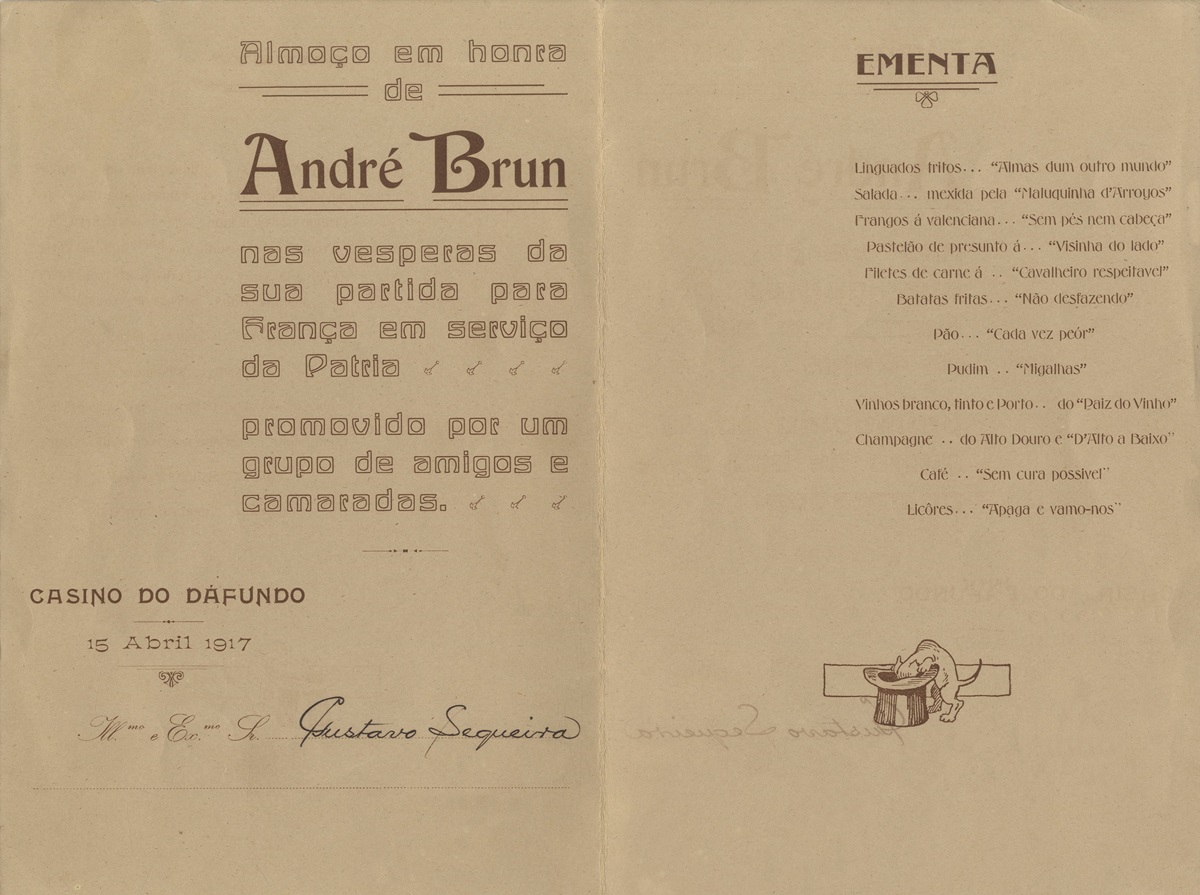 Almoço em honra
de
André Brun
nas vesperas da
sua partida para
França em serviço
da Patria
promovido por um
grupo de amigos e
camaradas.
CASINO DO DÁFUNDO
15 Abril 1917
Ill.mo e Ex.mo Sr. Gustavo Sequeira
EMENTA
Linguados fritos... "Almas dum outro mundo"
Salada... mexida pela "Maluquinha d'Arroyos"
Frangos á valenciana... "Sem pés nem cabeça"
Pastelão de presunto á... "Visinha do lado"
Filetes de carne á .. "Cavalheiro respeitavel"
Batatas fritas... "Não desfazendo"
Pão... "Cada vez peór"
Pudim .. "Migalhas"
Vinhos branco, tinto e Porto.. do "Paiz do Vinho"
Champagne .. do Alto Douro e "D'Alto a Baixo"
Café .. "Sem cura possivel"
Licôres... "Apaga e vamo-nos"